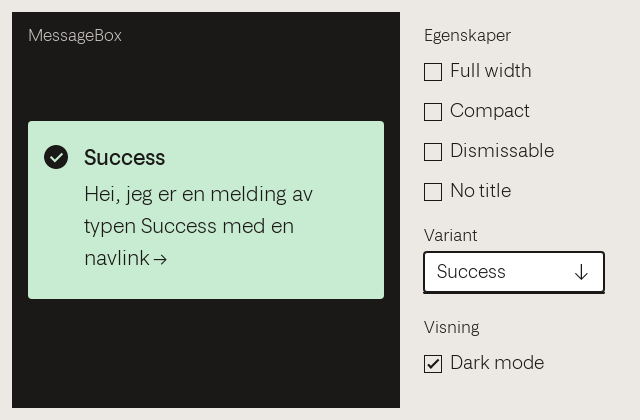 MessageBox
Success
Hei, jeg er en melding av
typen Success med en
navlink →
Egenskaper
Full width
Compact
Dismissable
No title
Variant
Success
Visning
Dark mode